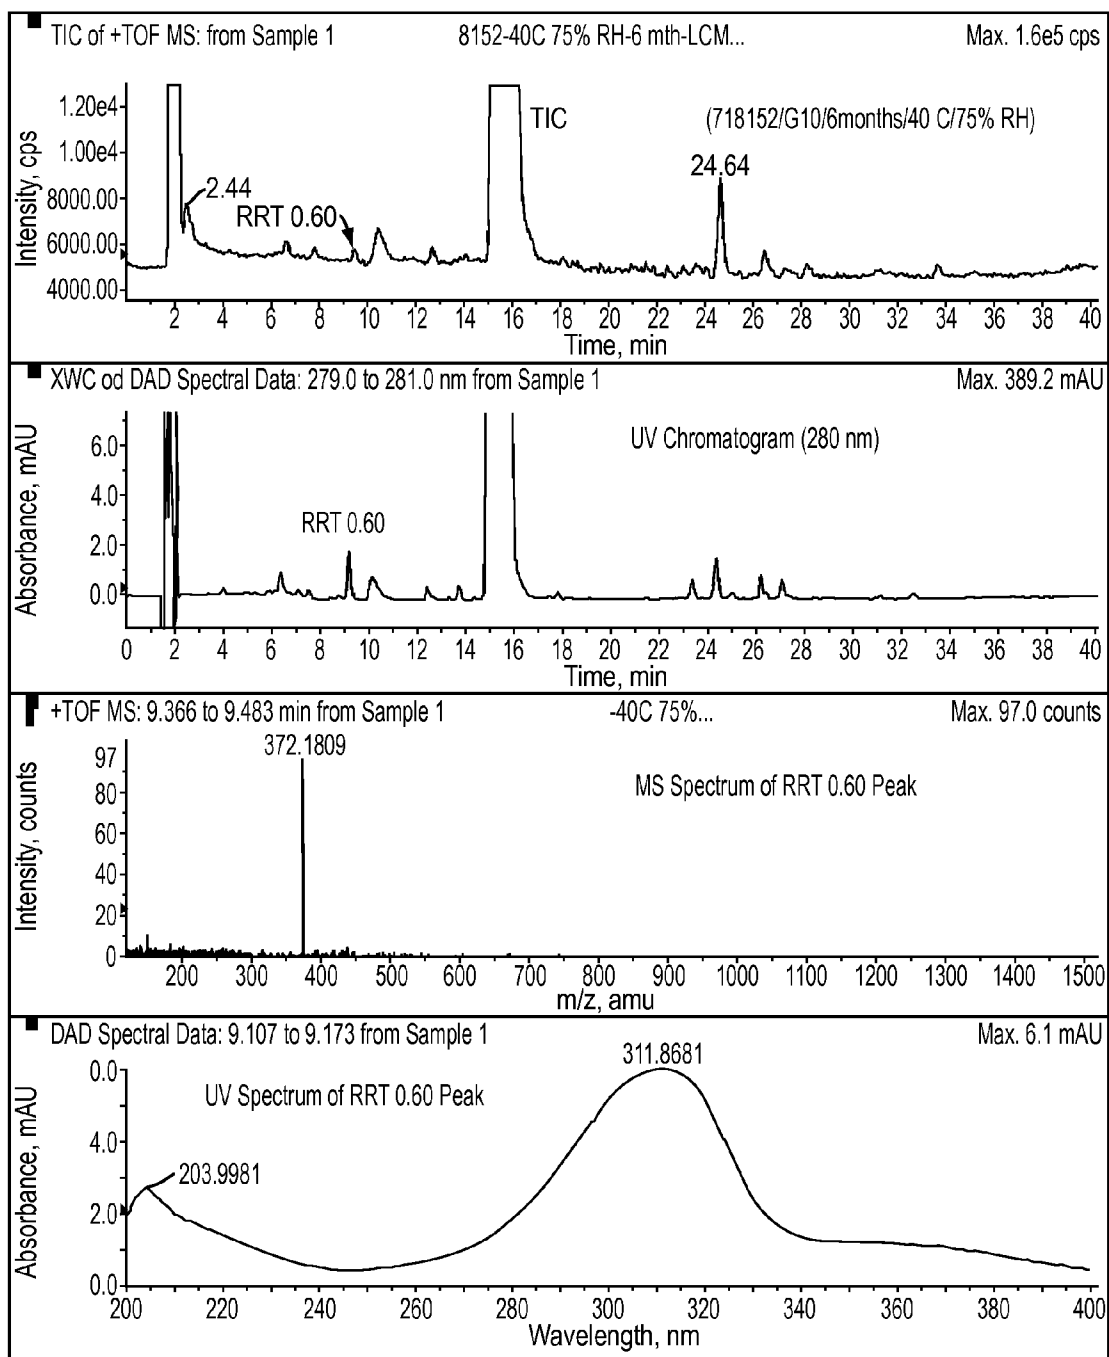 TIC of +TOF MS: from Sample 1 8152-40C 75% RH-6 mth-LCM... Max. 1.6e5 cps
Intensity, cps
1.20e4
1.00e4
8000.00
6000.00
4000.00
2.44
RRT 0.60
TIC
(718152/G10/6months/40 C/75% RH)
24.64
2 4 6 8 10 12 14 16 18 20 22 24 26 28 30 32 34 36 38 40
Time, min
XWC od DAD Spectral Data: 279.0 to 281.0 nm from Sample 1 Max. 389.2 mAU
Absorbance, mAU
6.0
4.0
2.0
0.0
UV Chromatogram (280 nm)
RRT 0.60
0 2 4 6 8 10 12 14 16 18 20 22 24 26 28 30 32 34 36 38 40
Time, min
+TOF MS: 9.366 to 9.483 min from Sample 1 -40C 75%... Max. 97.0 counts
372.1809
Intensity, counts
97
80
60
40
20
0
MS Spectrum of RRT 0.60 Peak
200 300 400 500 600 700 800 900 1000 1100 1200 1300 1400 1500
m/z, amu
DAD Spectral Data: 9.107 to 9.173 from Sample 1 Max. 6.1 mAU
311.8681
Absorbance, mAU
0.0
4.0
2.0
0.0
UV Spectrum of RRT 0.60 Peak
203.9981
200 220 240 260 280 300 320 340 360 380 400
Wavelength, nm